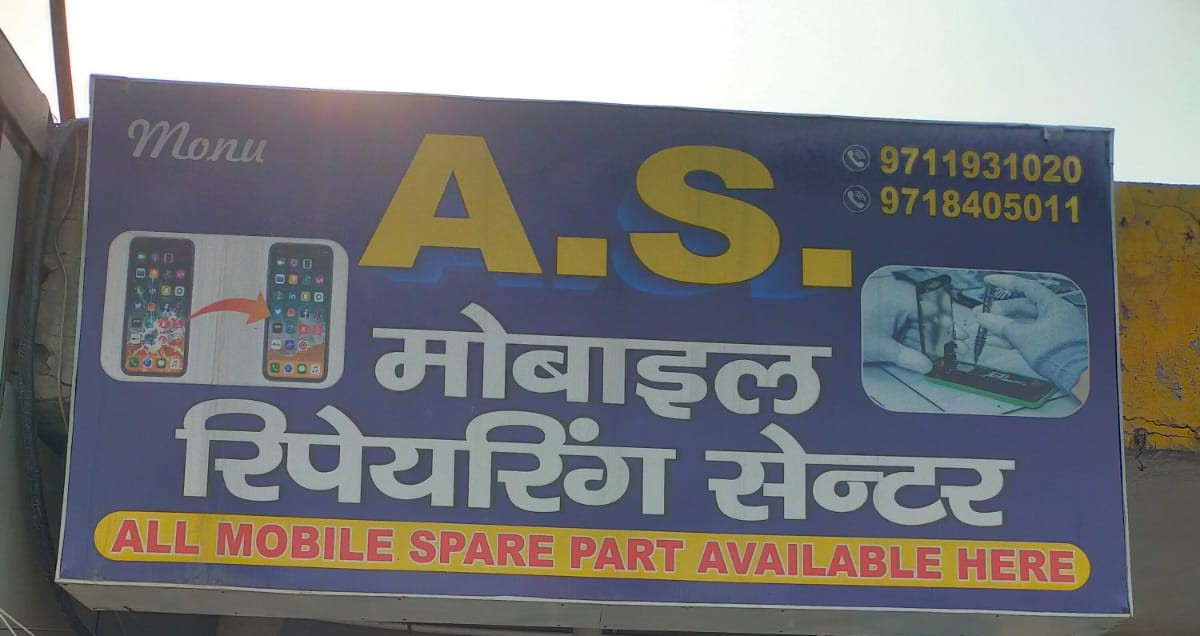 Monu
A.S.
9711931020
9718405011
मोबाइल
रिपेयरिंग सेन्टर
ALL MOBILE SPARE PART AVAILABLE HERE